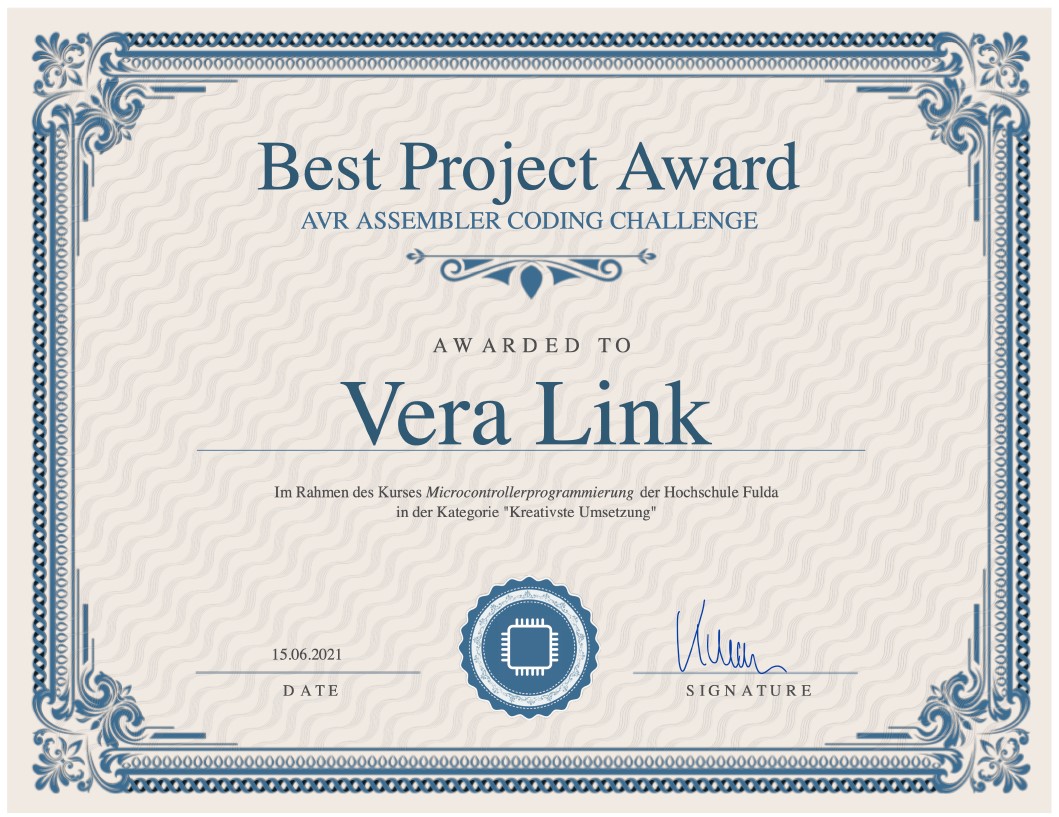 Best Project Award
AVR ASSEMBLER CODING CHALLENGE
AWARDED TO
Vera Link
Im Rahmen des Kurses Microcontrollerprogrammierung der Hochschule Fulda
in der Kategorie "Kreativste Umsetzung"
15.06.2021
DATE
SIGNATURE